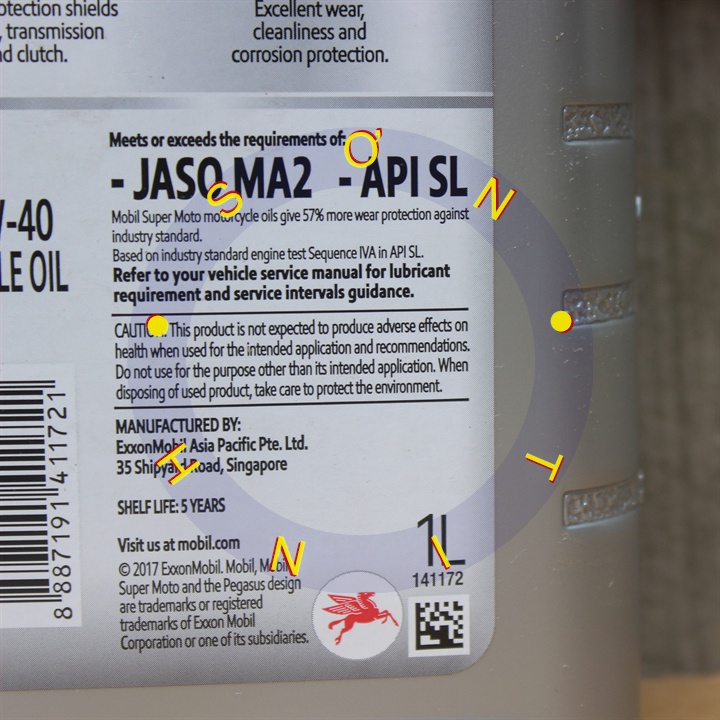 otection shields
, transmission
d clutch.
Excellent wear,
cleanliness and
corrosion protection.
-40
LE OIL
Meets or exceeds the requirements of:
- JASO MA2 - API SL
Mobil Super Moto motorcycle oils give 57% more wear protection against
industry standard.
Based on industry standard engine test Sequence IVA in API SL.
Refer to your vehicle service manual for lubricant
requirement and service intervals guidance.
CAUTION: This product is not expected to produce adverse effects on
health when used for the intended application and recommendations.
Do not use for the purpose other than its intended application. When
disposing of used product, take care to protect the environment.
MANUFACTURED BY:
ExxonMobil Asia Pacific Pte. Ltd.
35 Shipyard Road, Singapore
SHELF LIFE: 5 YEARS
Visit us at mobil.com
© 2017 ExxonMobil. Mobil, Mobil
Super Moto and the Pegasus design
are trademarks or registered
trademarks of Exxon Mobil
Corporation or one of its subsidiaries.
1L
141172
8 887191 411721
SƠN • TINH •